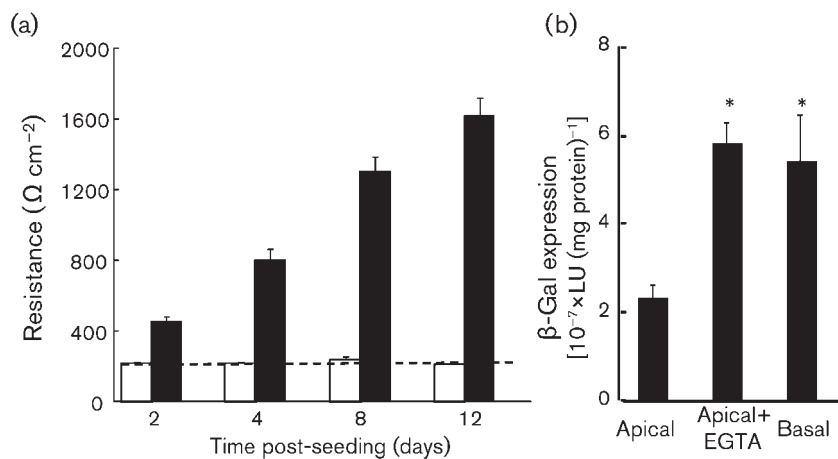 (a)
Resistance (Ω cm⁻²)
2000
1600
1200
800
400
0
2 4 8 12
Time post-seeding (days)
(b)
β-Gal expression
[10⁻⁷×LU (mg protein)⁻¹]
8
6
4
2
0
* *
Apical Apical+ EGTA Basal